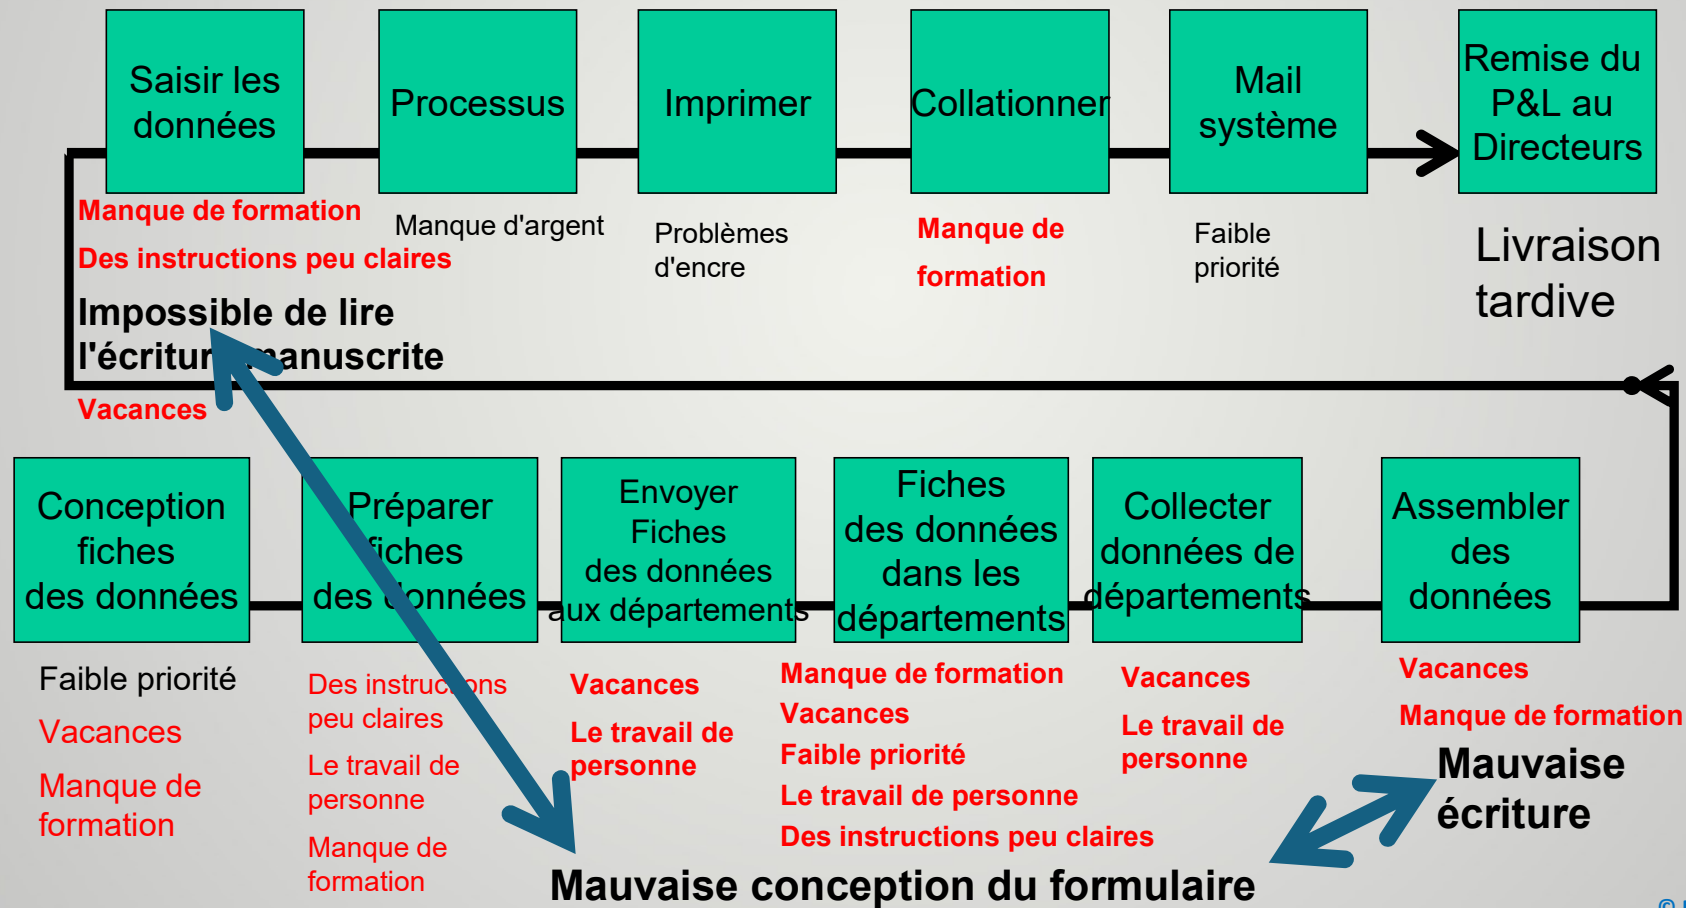 Saisir les
données
Processus
Imprimer
Collationner
Mail
système
Remise du
P&L au
Directeurs
Manque de formation
Des instructions peu claires
Impossible de lire
l'écriture manuscrite
Vacances
Manque d'argent
Problèmes
d'encre
Manque de
formation
Faible
priorité
Livraison
tardive
Conception
fiches
des données
Préparer
fiches
des données
Envoyer
Fiches
des données
aux départements
Fiches
des données
dans les
départements
Collecter
données de
départements
Assembler
des
données
Faible priorité
Vacances
Manque de
formation
Des instructions
peu claires
Le travail de
personne
Manque de
formation
Vacances
Le travail de
personne
Manque de formation
Vacances
Faible priorité
Le travail de personne
Des instructions peu claires
Vacances
Le travail de
personne
Vacances
Manque de formation
Mauvaise
écriture
Mauvaise conception du formulaire
©